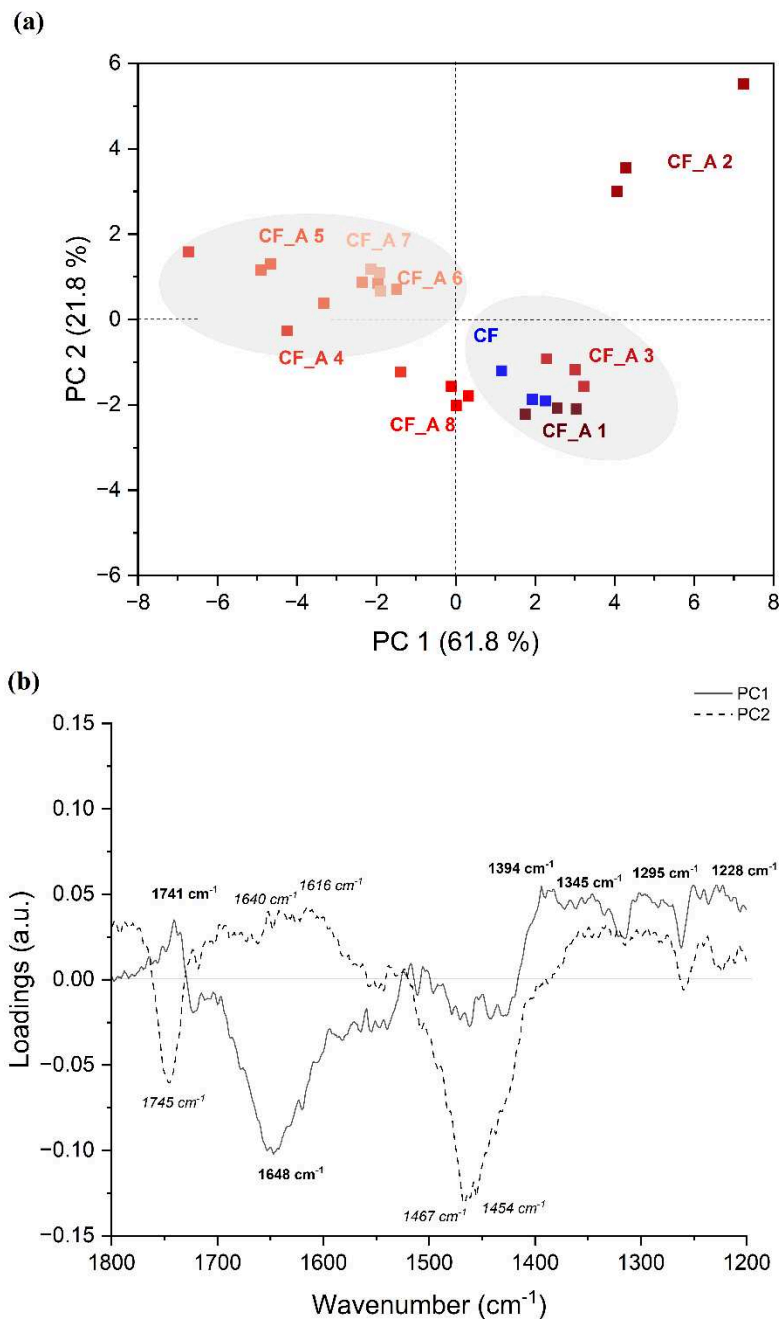 (a)
6
4
2
0
−2
−4
−6
PC 2 (21.8 %)
CF_A 2
CF_A 5
CF_A 7
CF_A 6
CF_A 4
CF
CF_A 3
CF_A 8
CF_A 1
−8 −6 −4 −2 0 2 4 6 8
PC 1 (61.8 %)
(b)
PC1
PC2
0.15
0.10
0.05
0.00
−0.05
−0.10
−0.15
Loadings (a.u.)
1741 cm⁻¹
1640 cm⁻¹
1616 cm⁻¹
1394 cm⁻¹
1345 cm⁻¹
1295 cm⁻¹
1228 cm⁻¹
1745 cm⁻¹
1648 cm⁻¹
1467 cm⁻¹
1454 cm⁻¹
1800 1700 1600 1500 1400 1300 1200
Wavenumber (cm⁻¹)